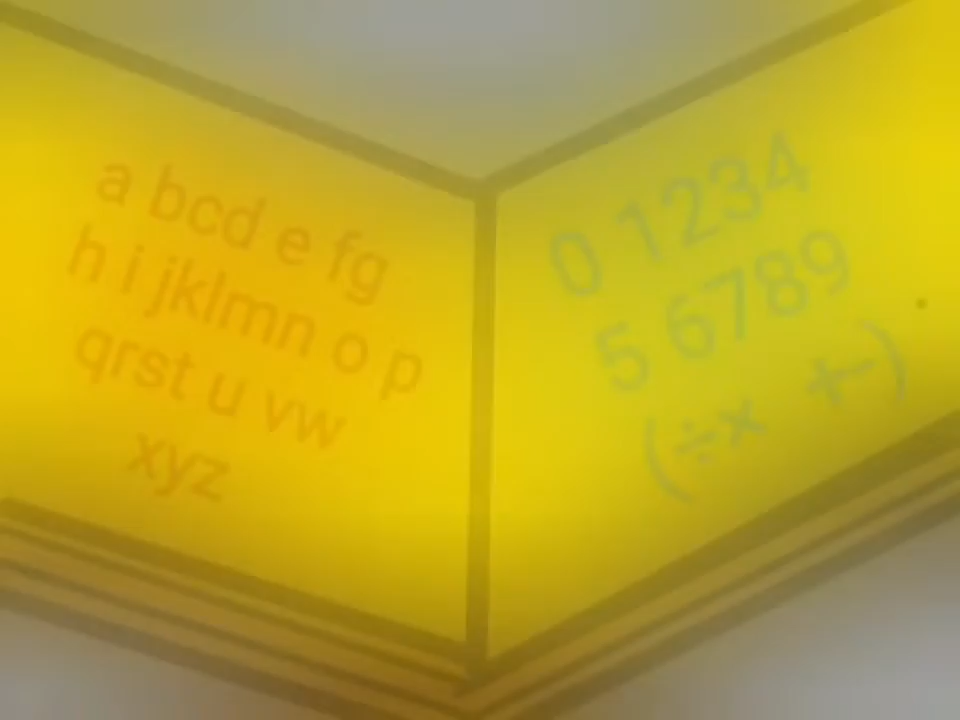 a bcd e fg
h i jklmn o p
qrst u vw
xyz
0 1234
5 6789
(÷× +−)